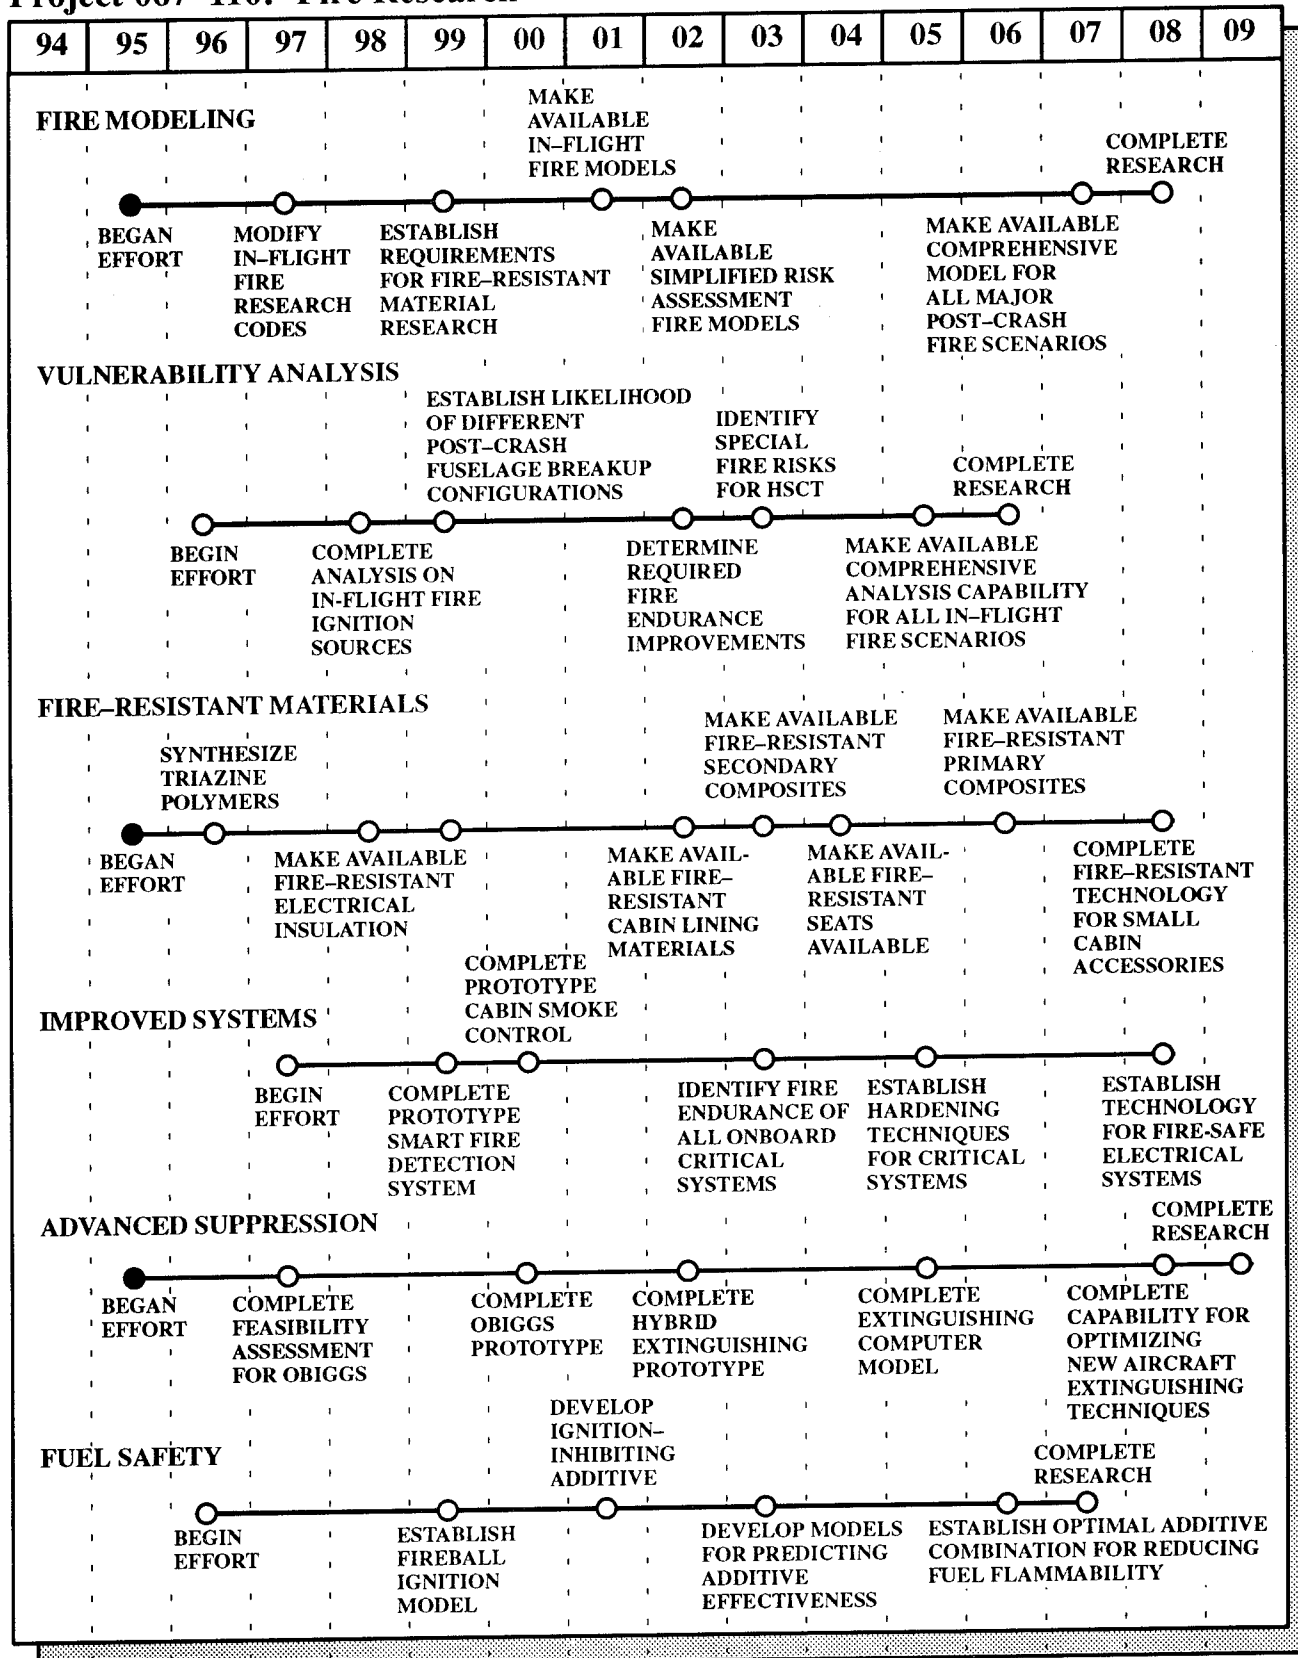 94 95 96 97 98 99 00 01 02 03 04 05 06 07 08 09
FIRE MODELING
MAKE
AVAILABLE
IN–FLIGHT
FIRE MODELS
COMPLETE
RESEARCH
BEGAN
EFFORT
MODIFY
IN–FLIGHT
FIRE
RESEARCH
CODES
ESTABLISH
REQUIREMENTS
FOR FIRE–RESISTANT
MATERIAL
RESEARCH
MAKE
AVAILABLE
SIMPLIFIED RISK
ASSESSMENT
FIRE MODELS
MAKE AVAILABLE
COMPREHENSIVE
MODEL FOR
ALL MAJOR
POST–CRASH
FIRE SCENARIOS
VULNERABILITY ANALYSIS
ESTABLISH LIKELIHOOD
OF DIFFERENT
POST–CRASH
FUSELAGE BREAKUP
CONFIGURATIONS
IDENTIFY
SPECIAL
FIRE RISKS
FOR HSCT
COMPLETE
RESEARCH
BEGIN
EFFORT
COMPLETE
ANALYSIS ON
IN-FLIGHT FIRE
IGNITION
SOURCES
DETERMINE
REQUIRED
FIRE
ENDURANCE
IMPROVEMENTS
MAKE AVAILABLE
COMPREHENSIVE
ANALYSIS CAPABILITY
FOR ALL IN–FLIGHT
FIRE SCENARIOS
FIRE–RESISTANT MATERIALS
SYNTHESIZE
TRIAZINE
POLYMERS
MAKE AVAILABLE
FIRE–RESISTANT
SECONDARY
COMPOSITES
MAKE AVAILABLE
FIRE–RESISTANT
PRIMARY
COMPOSITES
BEGAN
EFFORT
MAKE AVAILABLE
FIRE–RESISTANT
ELECTRICAL
INSULATION
MAKE AVAIL-
ABLE FIRE–
RESISTANT
CABIN LINING
MATERIALS
MAKE AVAIL-
ABLE FIRE–
RESISTANT
SEATS
AVAILABLE
COMPLETE
FIRE–RESISTANT
TECHNOLOGY
FOR SMALL
CABIN
ACCESSORIES
IMPROVED SYSTEMS
COMPLETE
PROTOTYPE
CABIN SMOKE
CONTROL
BEGIN
EFFORT
COMPLETE
PROTOTYPE
SMART FIRE
DETECTION
SYSTEM
IDENTIFY FIRE
ENDURANCE OF
ALL ONBOARD
CRITICAL
SYSTEMS
ESTABLISH
HARDENING
TECHNIQUES
FOR CRITICAL
SYSTEMS
ESTABLISH
TECHNOLOGY
FOR FIRE-SAFE
ELECTRICAL
SYSTEMS
ADVANCED SUPPRESSION
COMPLETE
RESEARCH
BEGAN
EFFORT
COMPLETE
FEASIBILITY
ASSESSMENT
FOR OBIGGS
COMPLETE
OBIGGS
PROTOTYPE
COMPLETE
HYBRID
EXTINGUISHING
PROTOTYPE
COMPLETE
EXTINGUISHING
COMPUTER
MODEL
COMPLETE
CAPABILITY FOR
OPTIMIZING
NEW AIRCRAFT
EXTINGUISHING
TECHNIQUES
FUEL SAFETY
DEVELOP
IGNITION–
INHIBITING
ADDITIVE
COMPLETE
RESEARCH
BEGIN
EFFORT
ESTABLISH
FIREBALL
IGNITION
MODEL
DEVELOP MODELS
FOR PREDICTING
ADDITIVE
EFFECTIVENESS
ESTABLISH OPTIMAL ADDITIVE
COMBINATION FOR REDUCING
FUEL FLAMMABILITY